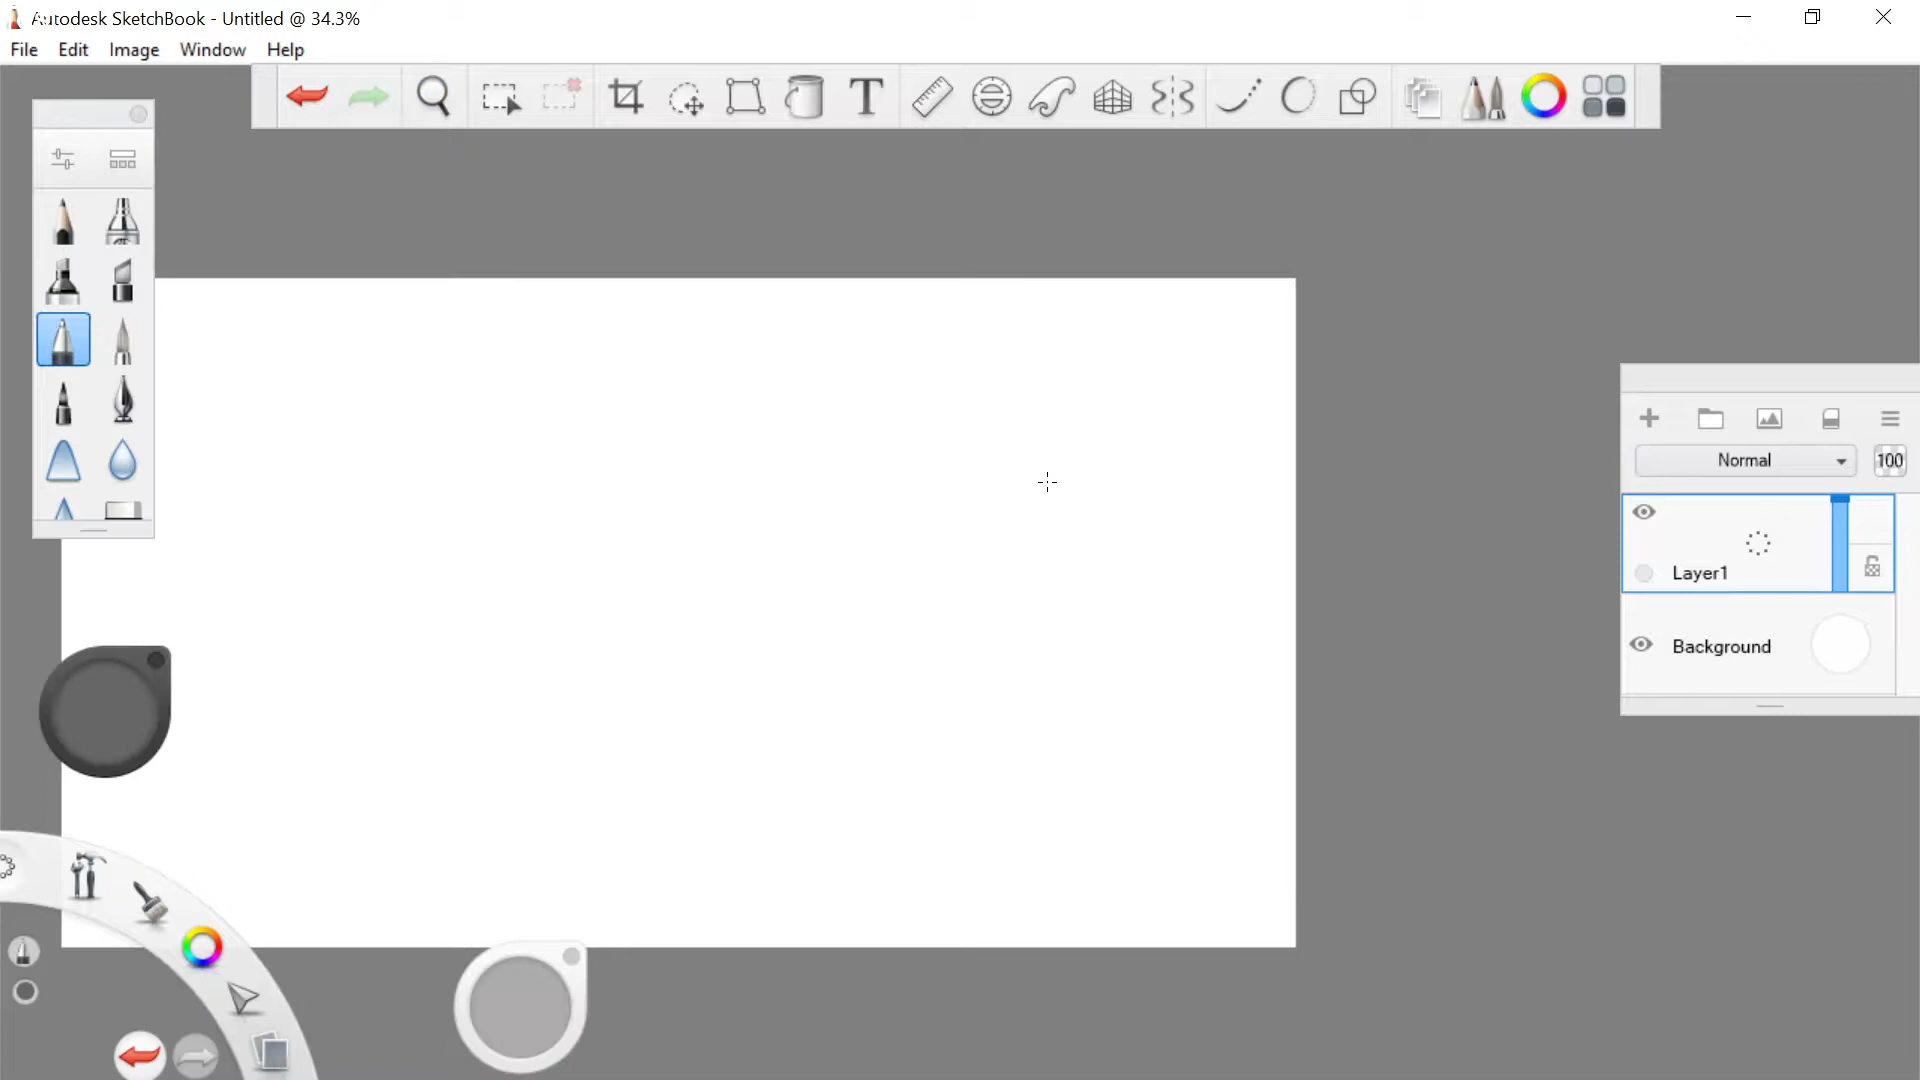 Autodesk SketchBook - Untitled @ 34.3%
File Edit Image Window Help
T
Normal 100
Layer1
Background